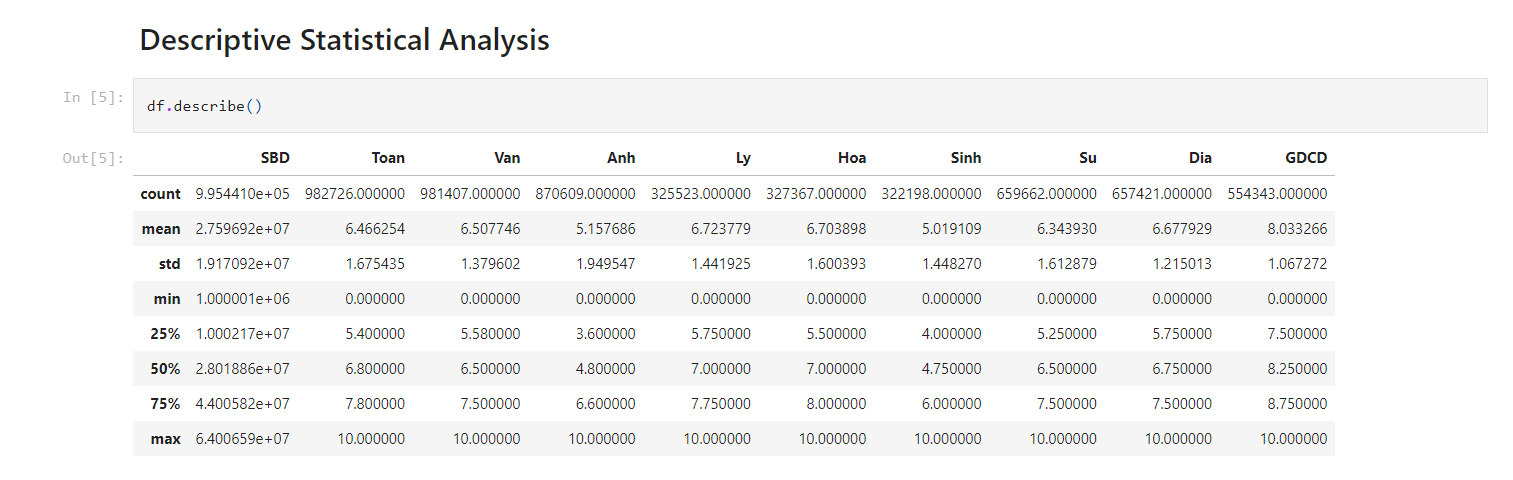 Descriptive Statistical Analysis
In [5]: df.describe()
Out[5]:
SBD Toan Van Anh Ly Hoa Sinh Su Dia GDCD
count 9.954410e+05 982726.000000 981407.000000 870609.000000 325523.000000 327367.000000 322198.000000 659662.000000 657421.000000 554343.000000
mean 2.759692e+07 6.466254 6.507746 5.157686 6.723779 6.703898 5.019109 6.343930 6.677929 8.033266
std 1.917092e+07 1.675435 1.379602 1.949547 1.441925 1.600393 1.448270 1.612879 1.215013 1.067272
min 1.000001e+06 0.000000 0.000000 0.000000 0.000000 0.000000 0.000000 0.000000 0.000000 0.000000
25% 1.000217e+07 5.400000 5.580000 3.600000 5.750000 5.500000 4.000000 5.250000 5.750000 7.500000
50% 2.801886e+07 6.800000 6.500000 4.800000 7.000000 7.000000 4.750000 6.500000 6.750000 8.250000
75% 4.400582e+07 7.800000 7.500000 6.600000 7.750000 8.000000 6.000000 7.500000 7.500000 8.750000
max 6.400659e+07 10.000000 10.000000 10.000000 10.000000 10.000000 10.000000 10.000000 10.000000 10.000000